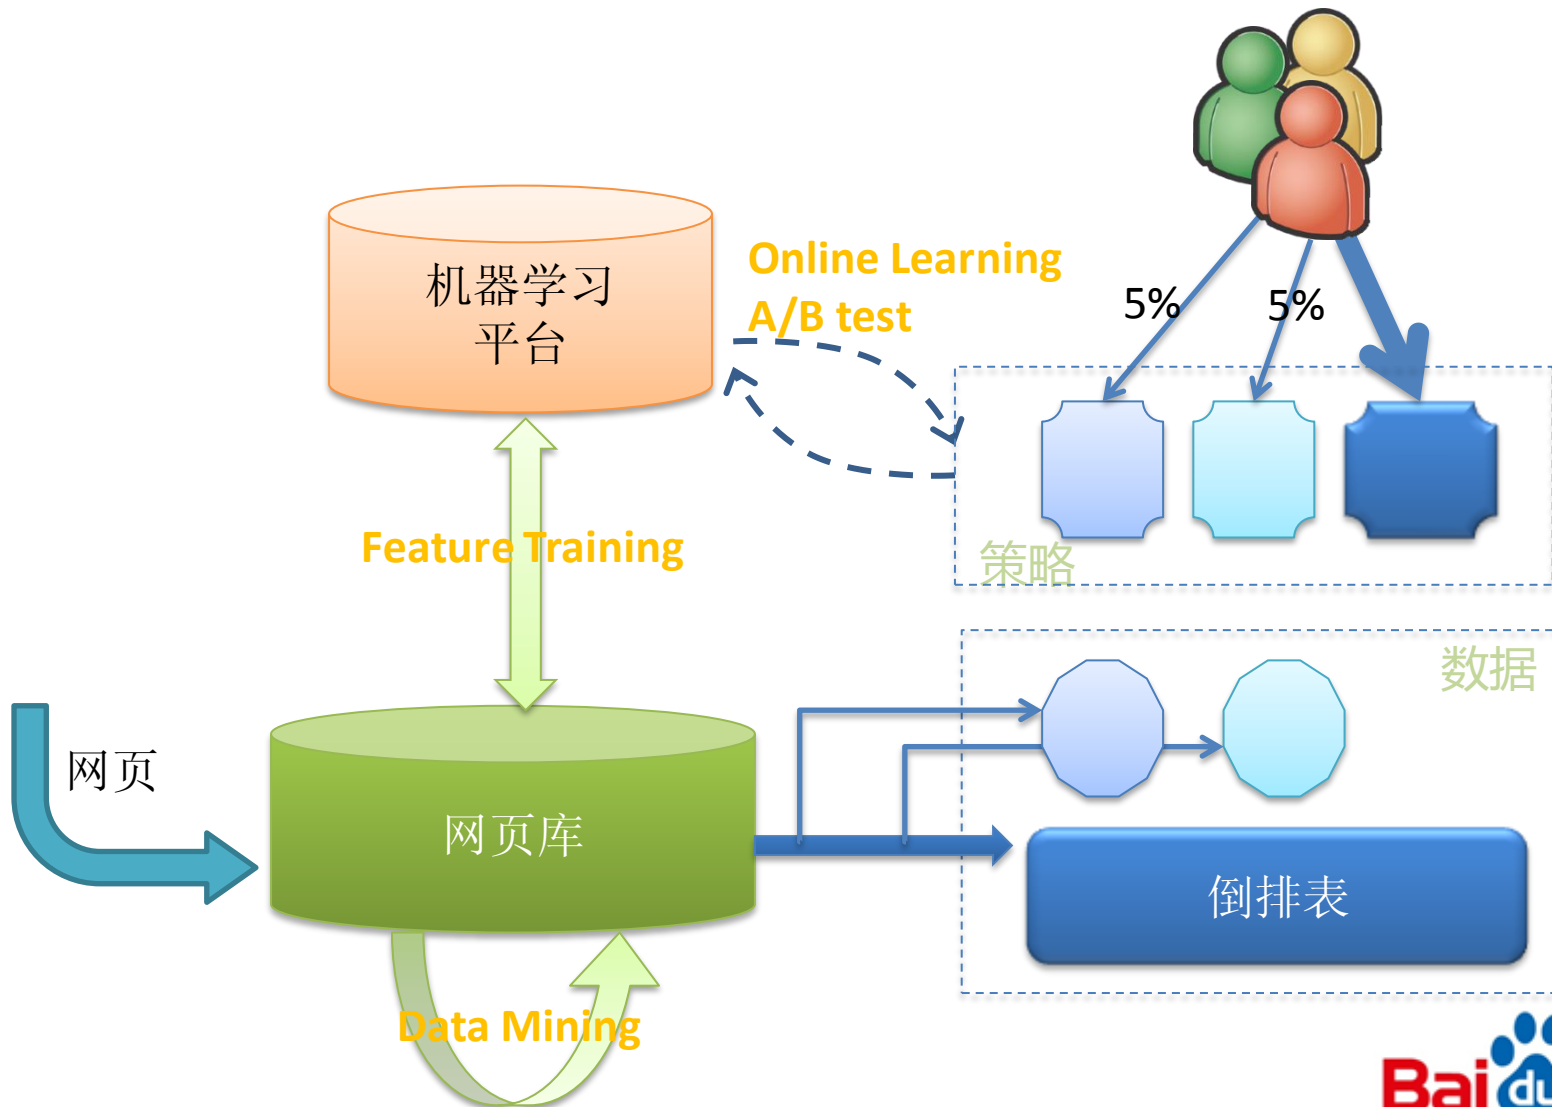 机器学习
平台
Online Learning
A/B test
5%
5%
策略
Feature Training
数据
网页
网页库
倒排表
Data Mining
Bai
du